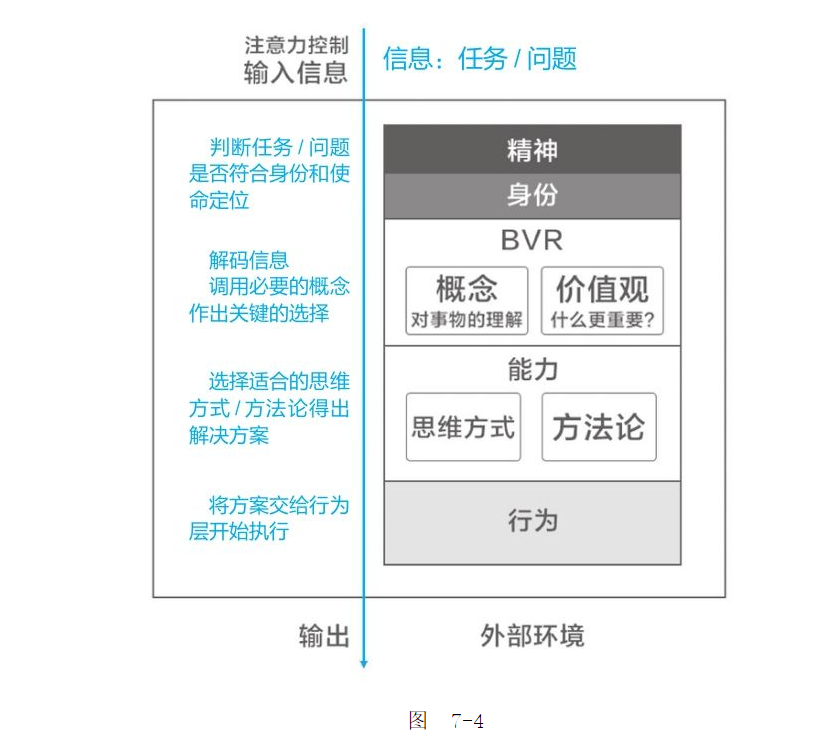 注意力控制
输入信息
信息：任务 / 问题
判断任务 / 问题
是否符合身份和使
命定位
精神
身份
解码信息
调用必要的概念
作出关键的选择
BVR
概念
对事物的理解
价值观
什么更重要?
选择适合的思维
方式 / 方法论得出
解决方案
能力
思维方式
方法论
将方案交给行为
层开始执行
行为
输出
外部环境
图 7-4